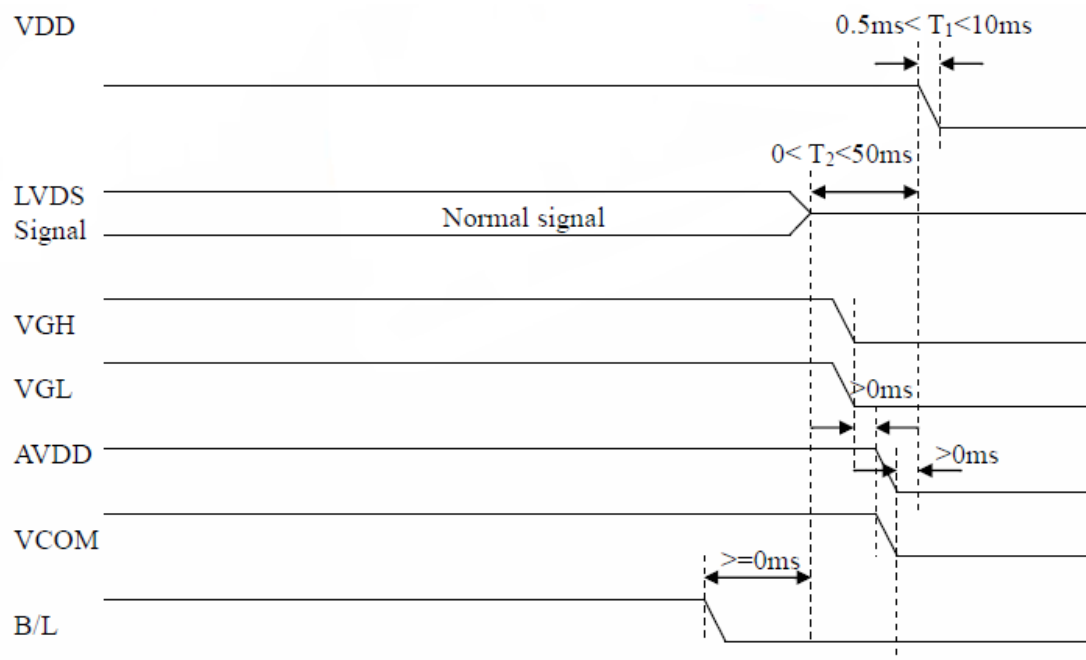 VDD
0.5ms< T₁<10ms
0< T₂<50ms
LVDS
Signal
Normal signal
VGH
VGL
>0ms
AVDD
>0ms
VCOM
>=0ms
B/L